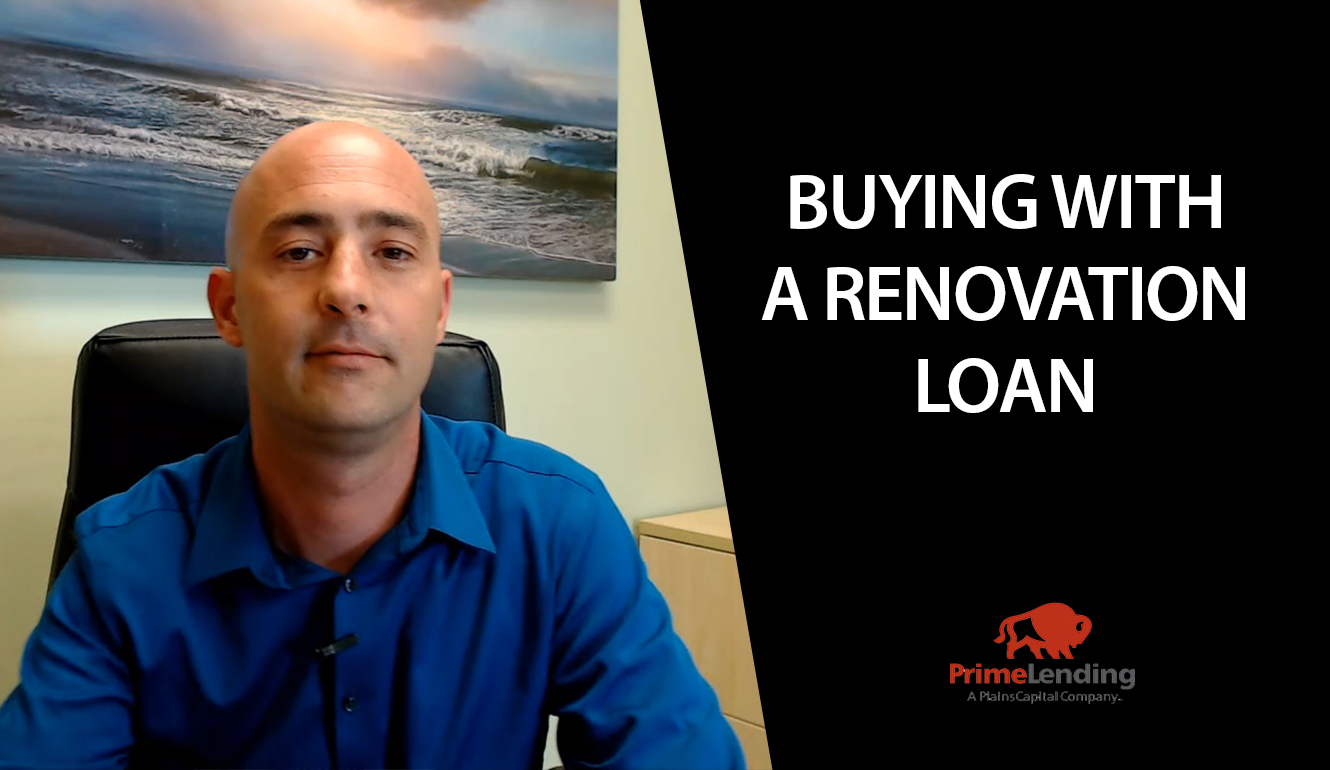 BUYING WITH
A RENOVATION
LOAN
PrimeLending
A PlainsCapital Company.